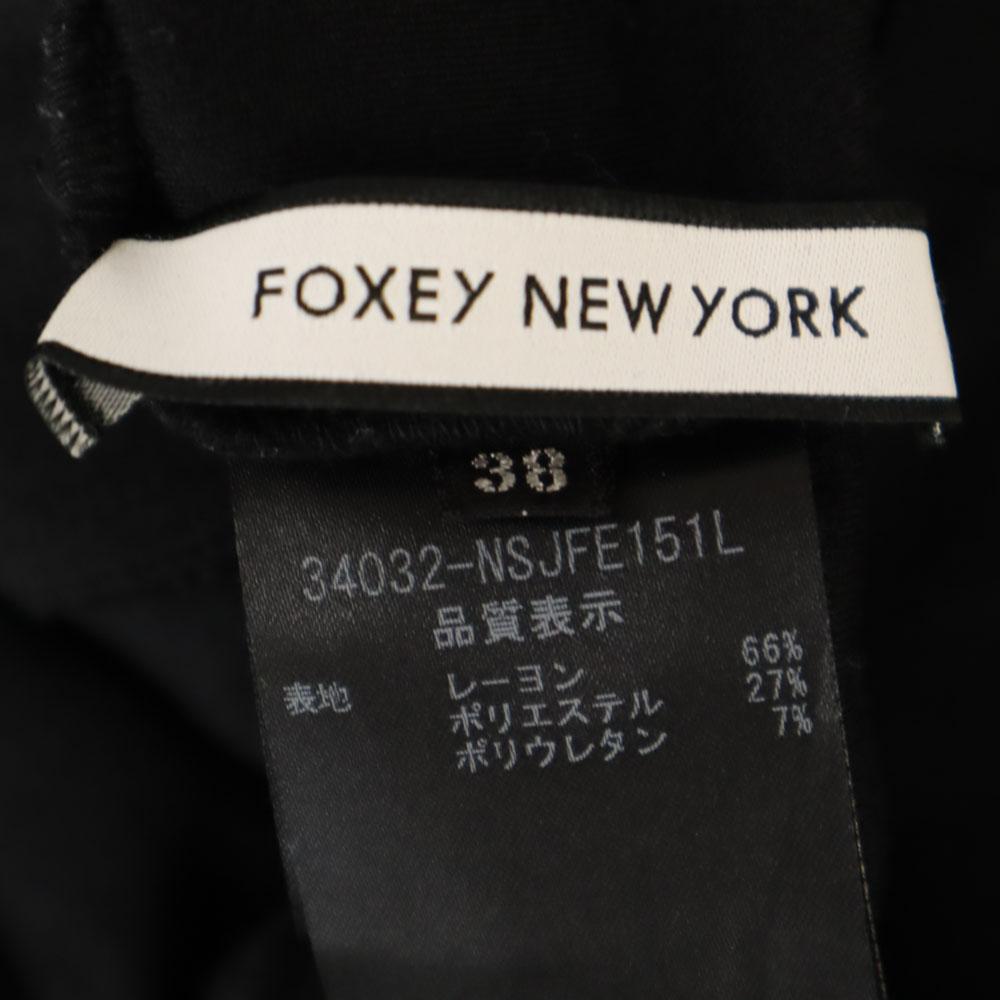 FOXEY NEW YORK
38
34032-NSJFE151L
品質表示
表地 レーヨン 66%
ポリエステル 27%
ポリウレタン 7%